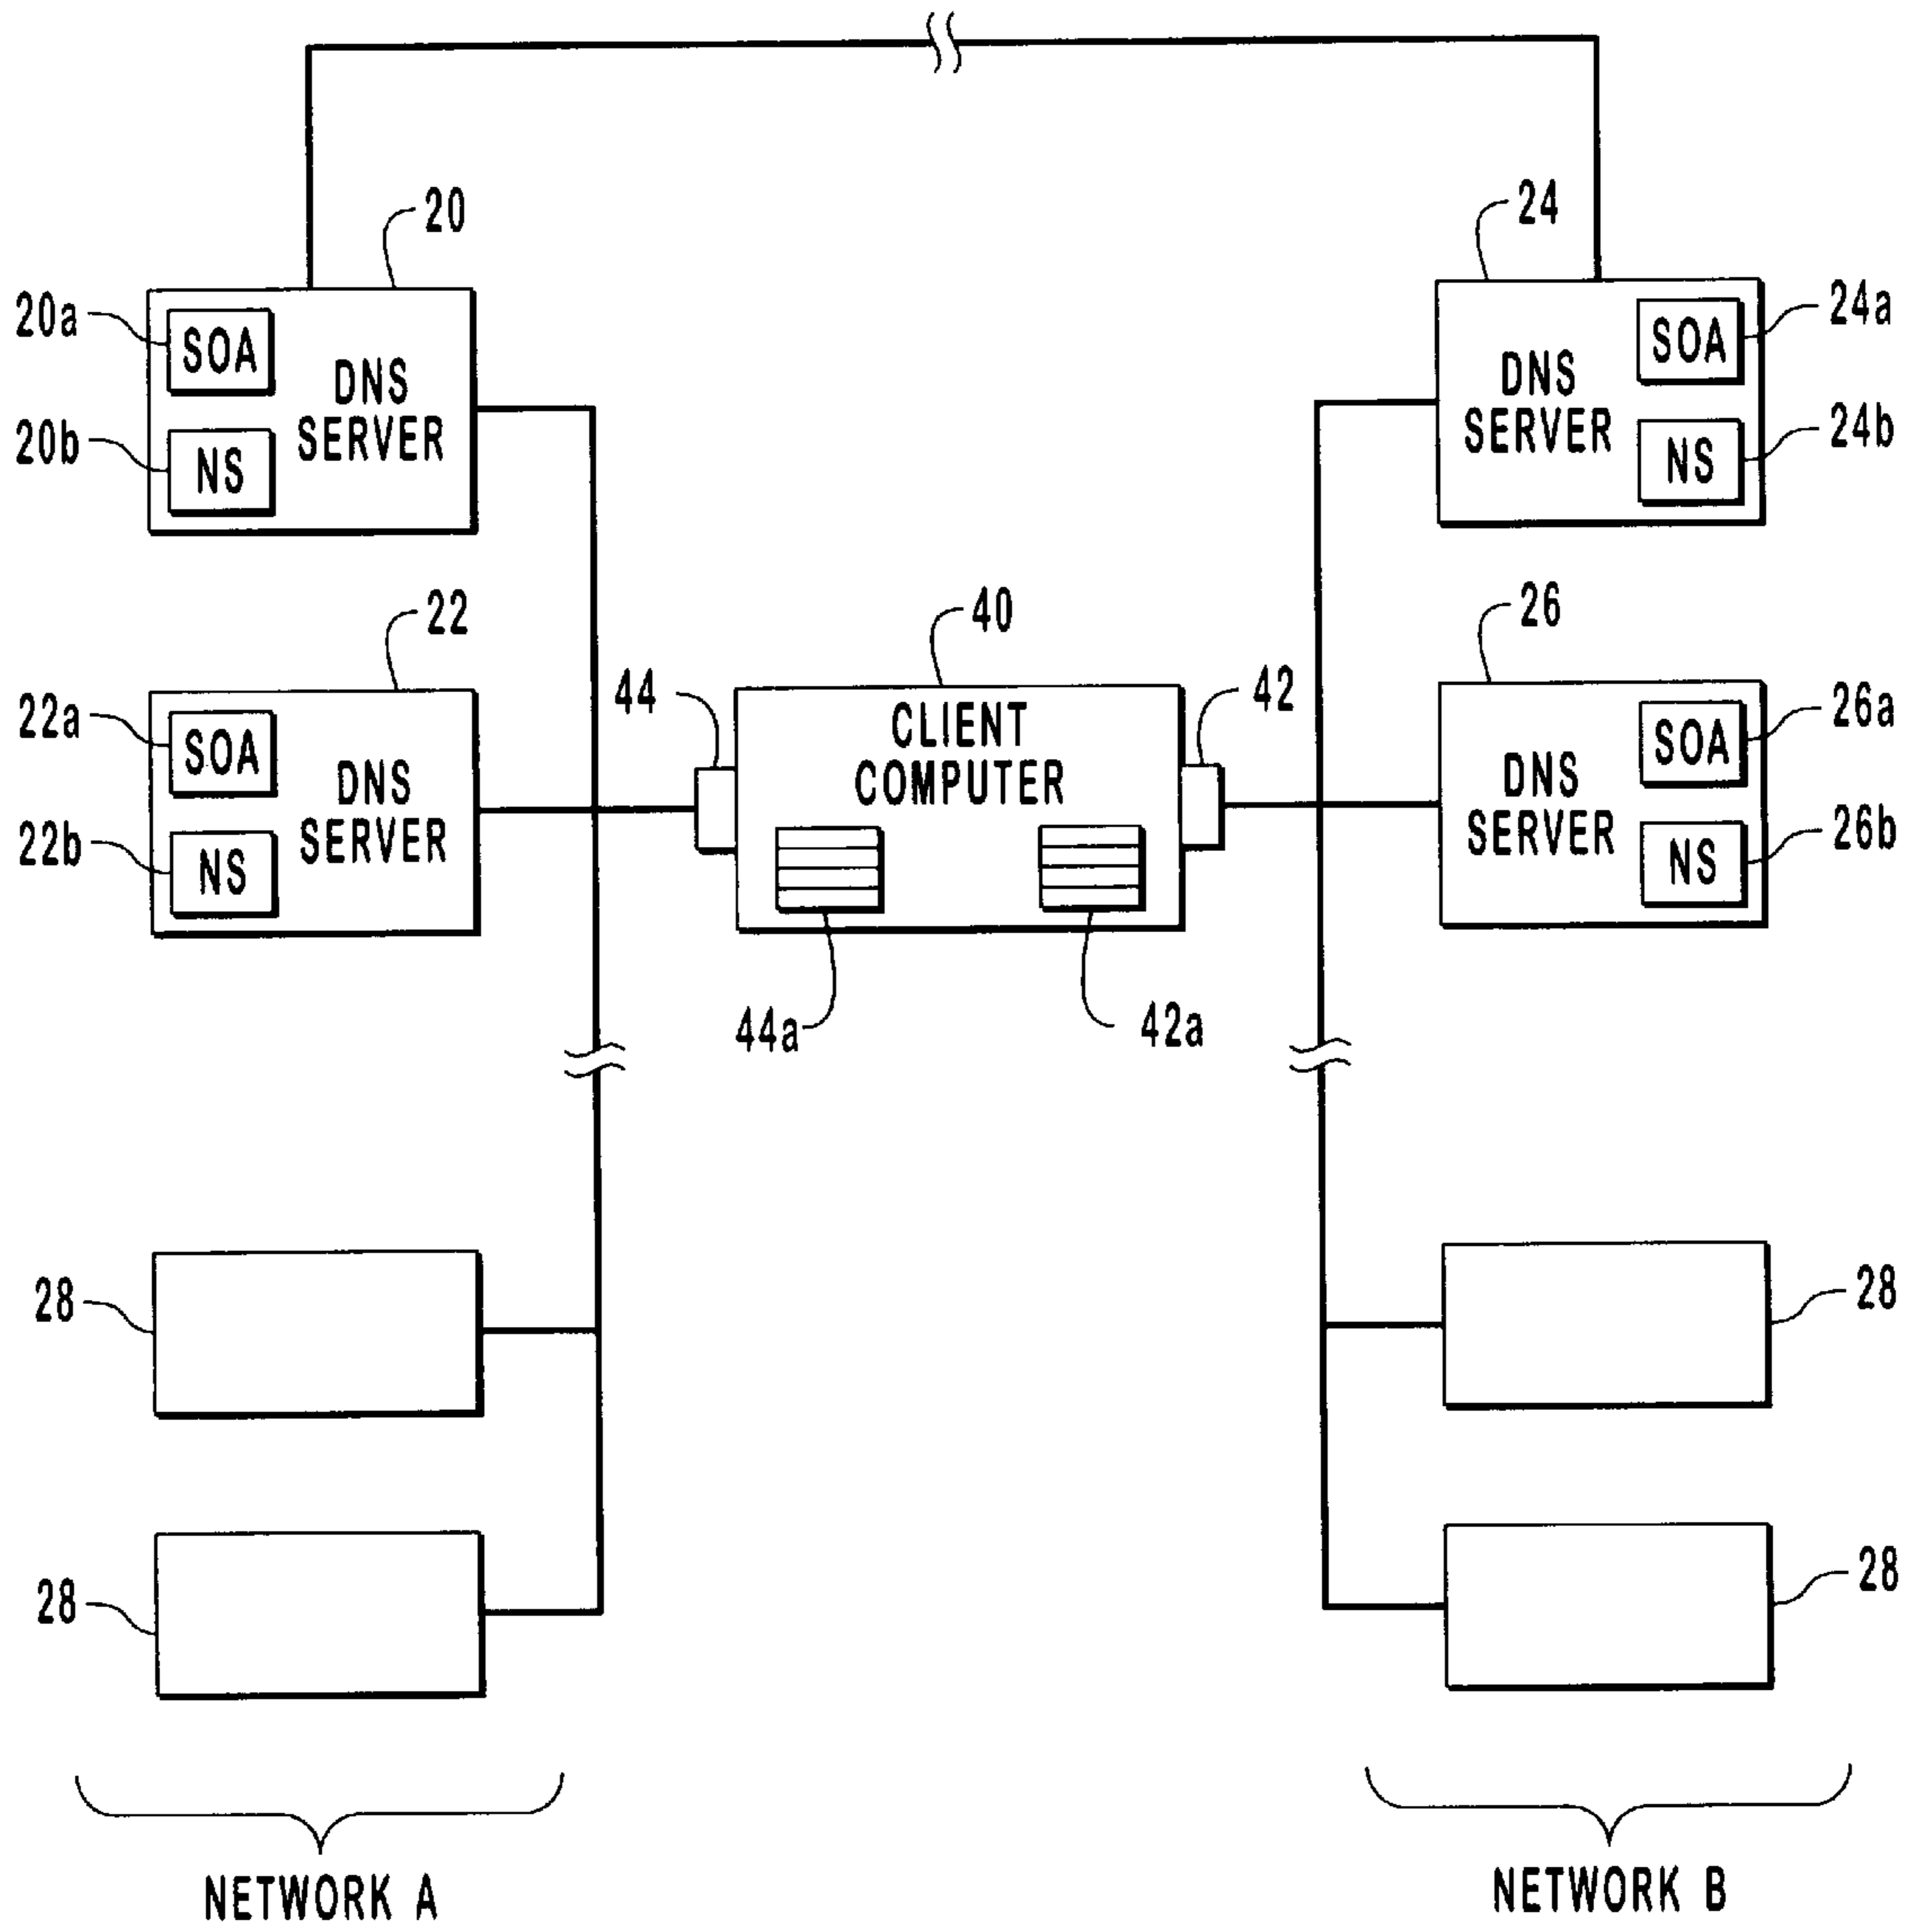 20
24
20a
SOA
DNS
SERVER
20b
NS
DNS
SERVER
SOA
24a
NS
24b
22
40
26
22a
SOA
DNS
SERVER
22b
NS
44
CLIENT
COMPUTER
42
44a
42a
DNS
SERVER
SOA
26a
NS
26b
28
28
28
28
NETWORK A
NETWORK B